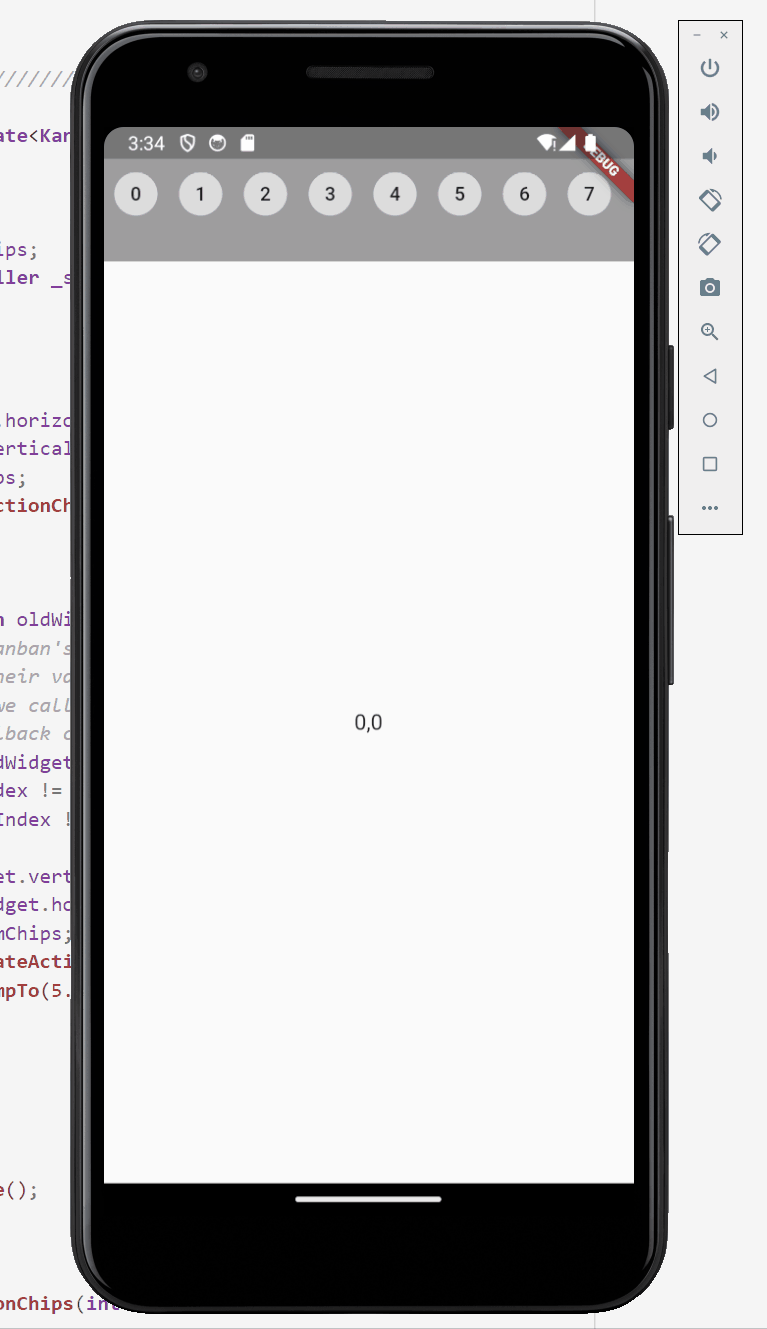 ///////
ate<Kan
3:34
DEBUG
0 1 2 3 4 5 6 7
ips;
ller _s
.horizo
ertical
ps;
ctionCh
n oldWi
anban's
heir va
we call
lback c
dWidget
dex !=
Index !
0,0
et.vert
dget.ho
nChips;
ateActi
mpTo(5.
e();
onChips(int